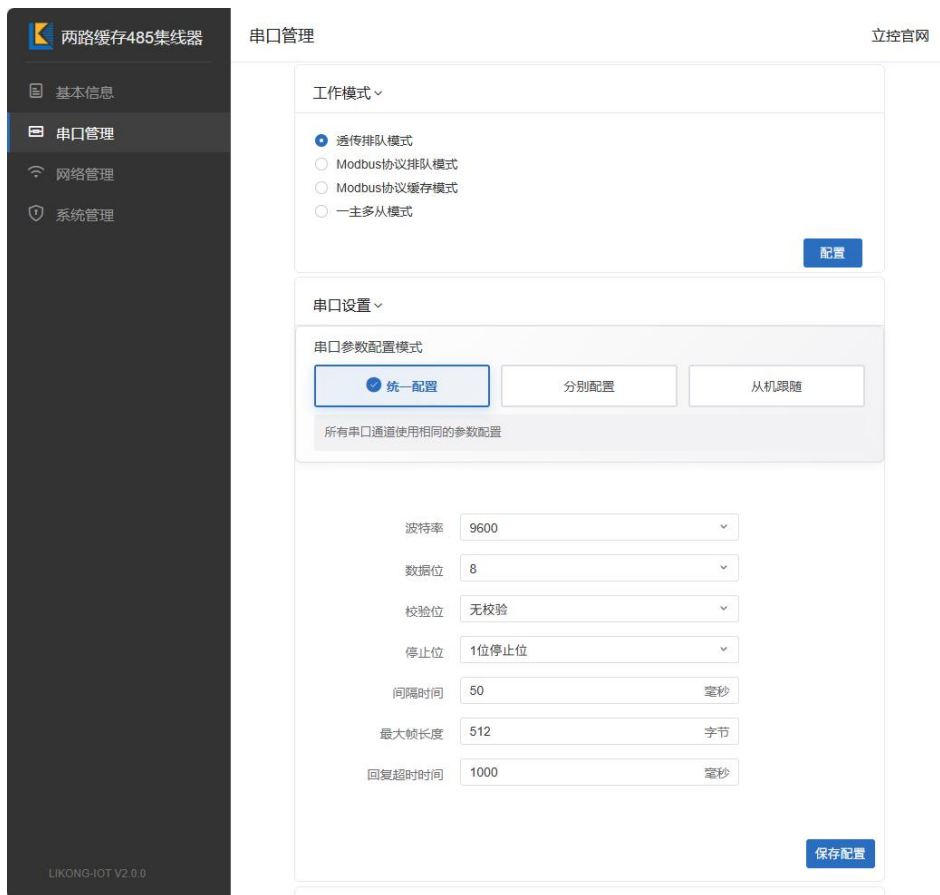 两路缓存485集线器
串口管理
立控官网
基本信息
串口管理
网络管理
系统管理
LIKONG-IOT V2.0.0
工作模式
透传排队模式
Modbus协议排队模式
Modbus协议缓存模式
一主多从模式
配置
串口设置
串口参数配置模式
统一配置
分别配置
从机跟随
所有串口通道使用相同的参数配置
波特率 9600
数据位 8
校验位 无校验
停止位 1位停止位
间隔时间 50 毫秒
最大帧长度 512 字节
回复超时时间 1000 毫秒
保存配置